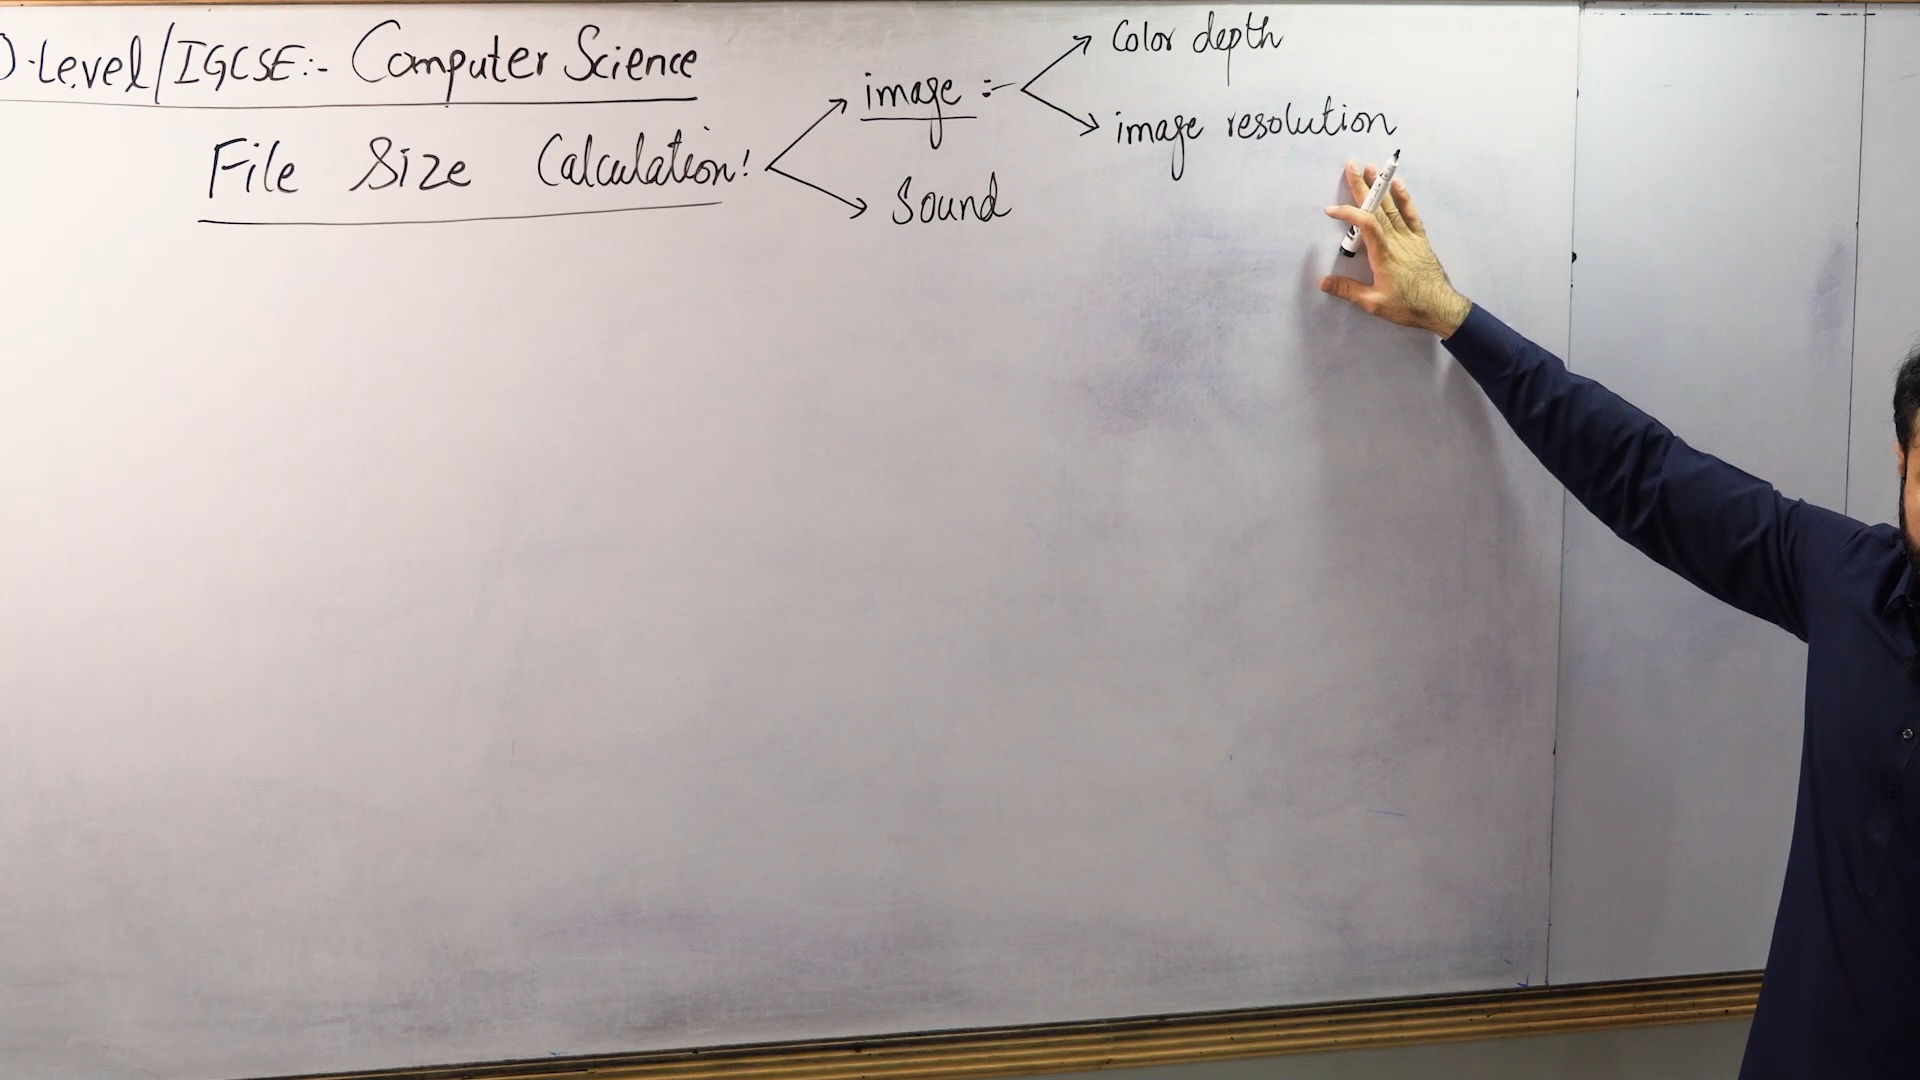 O-Level/IGCSE:- Computer Science
File Size Calculation:
image :-
Color depth
image resolution
Sound